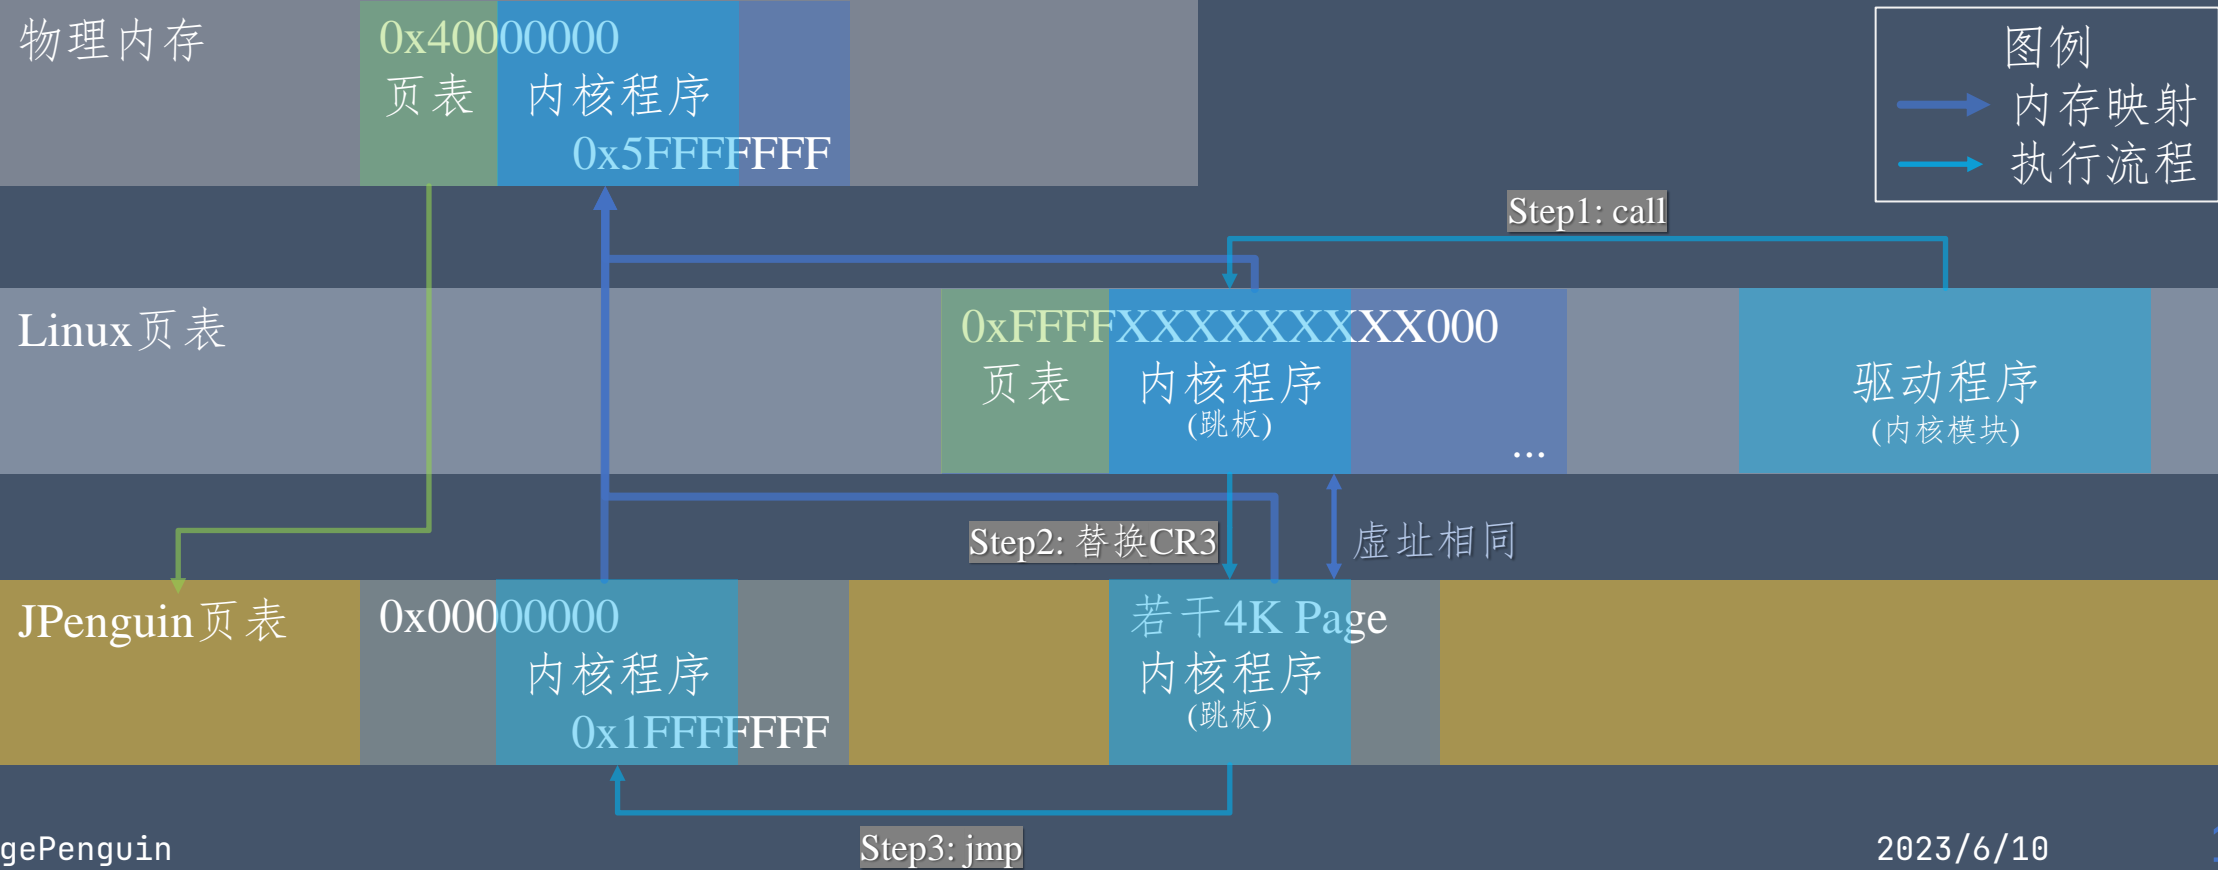 物理内存
0x40000000
页表
内核程序
0x5FFFFFFF
图例
内存映射
执行流程
Step1: call
Linux页表
0xFFFFXXXXXXXXX000
页表
内核程序
(跳板)
...
驱动程序
(内核模块)
Step2: 替换CR3
虚址相同
JPenguin页表
0x00000000
内核程序
0x1FFFFFFF
若干4K Page
内核程序
(跳板)
Step3: jmp
gePenguin
2023/6/10